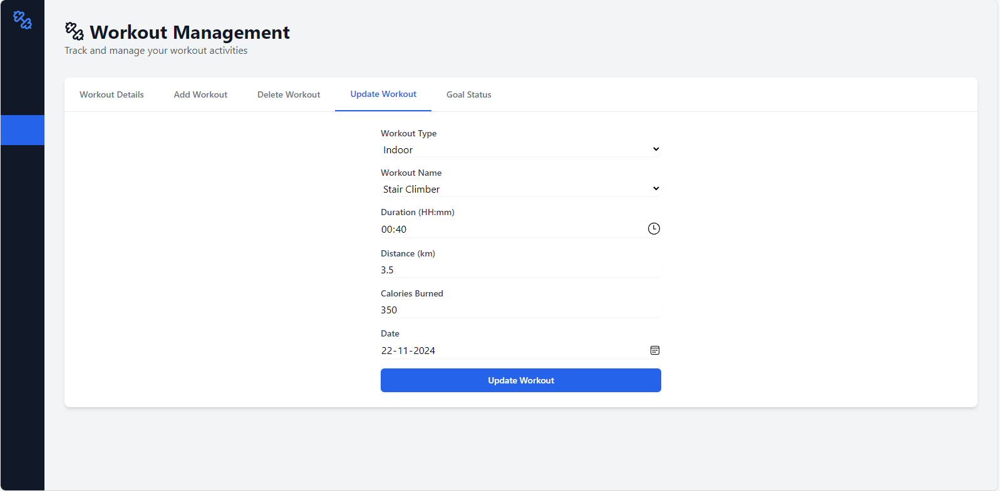 Workout Management
Track and manage your workout activities
Workout Details Add Workout Delete Workout Update Workout Goal Status
Workout Type
Indoor
Workout Name
Stair Climber
Duration (HH:mm)
00:40
Distance (km)
3.5
Calories Burned
350
Date
22-11-2024
Update Workout